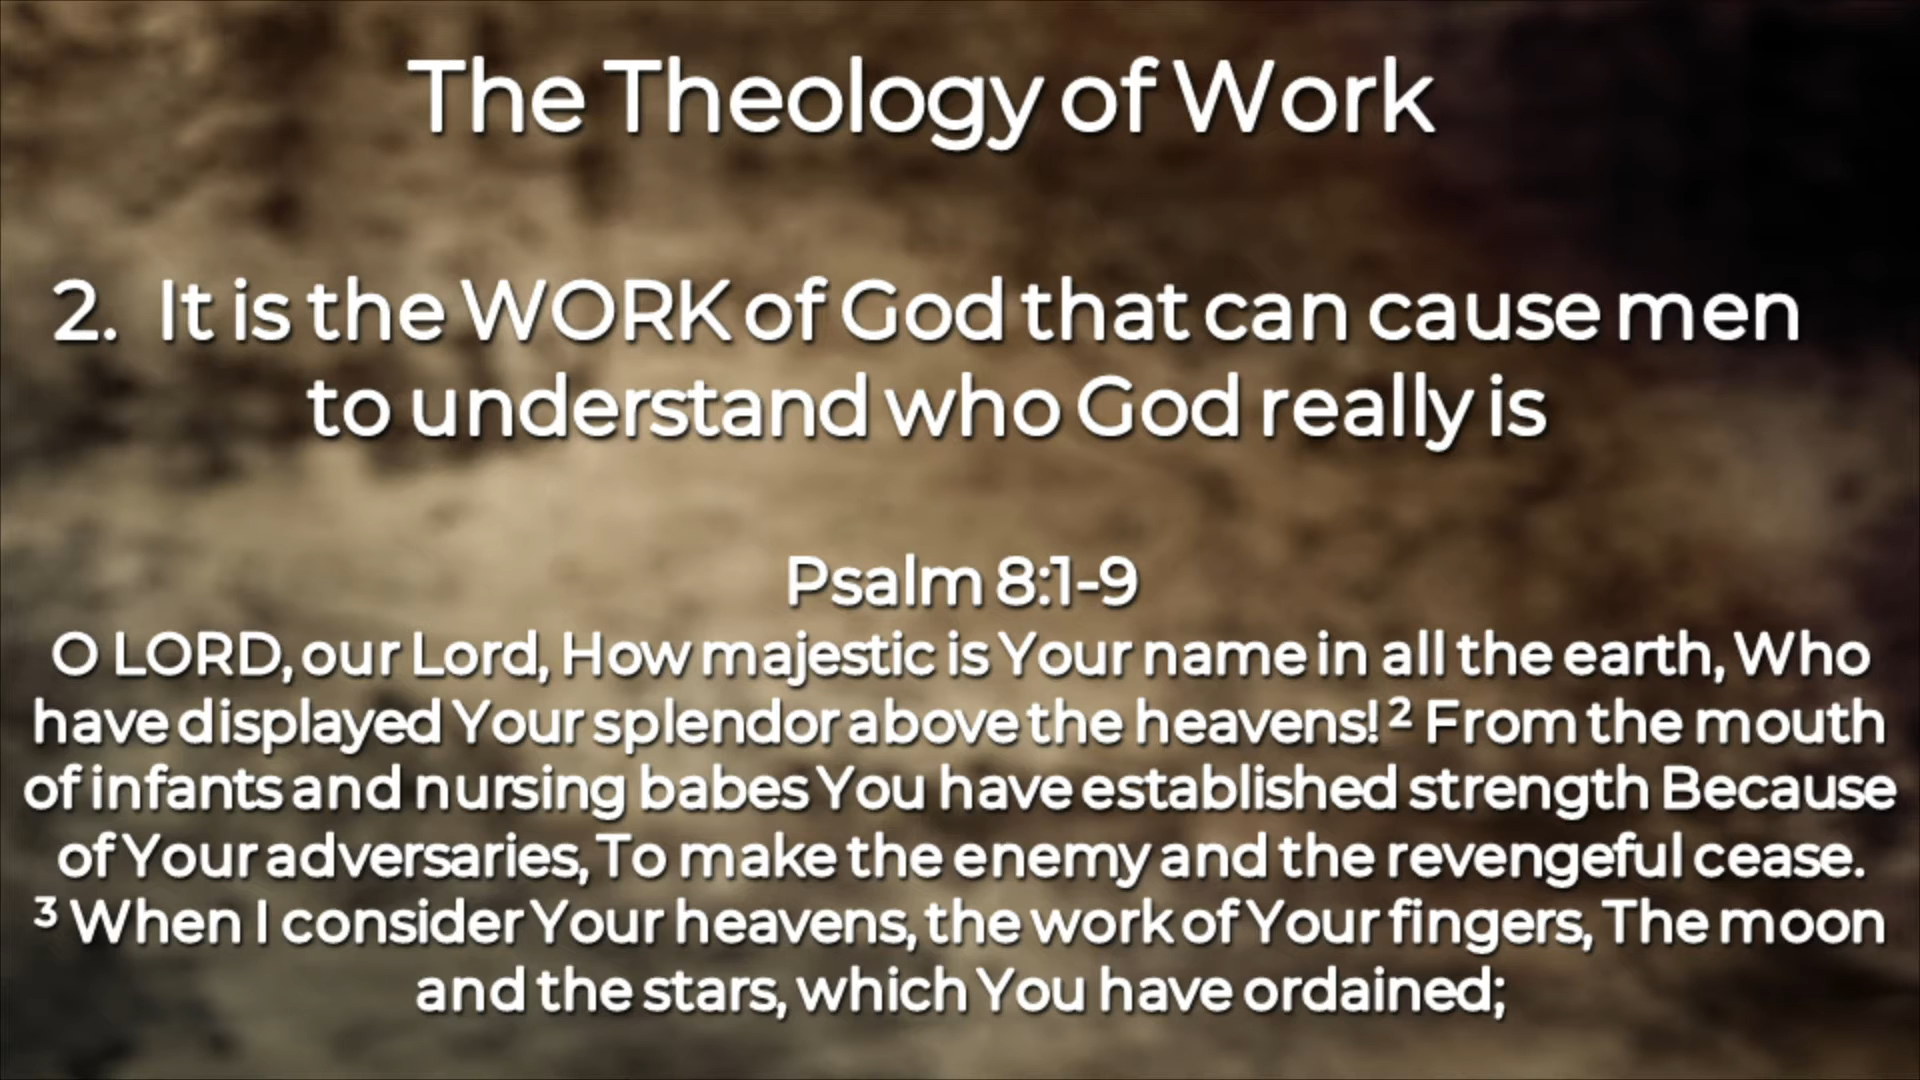 The Theology of Work
2. It is the WORK of God that can cause men
to understand who God really is
Psalm 8:1-9
O LORD, our Lord, How majestic is Your name in all the earth, Who
have displayed Your splendor above the heavens! ² From the mouth
of infants and nursing babes You have established strength Because
of Your adversaries, To make the enemy and the revengeful cease.
³ When I consider Your heavens, the work of Your fingers, The moon
and the stars, which You have ordained;